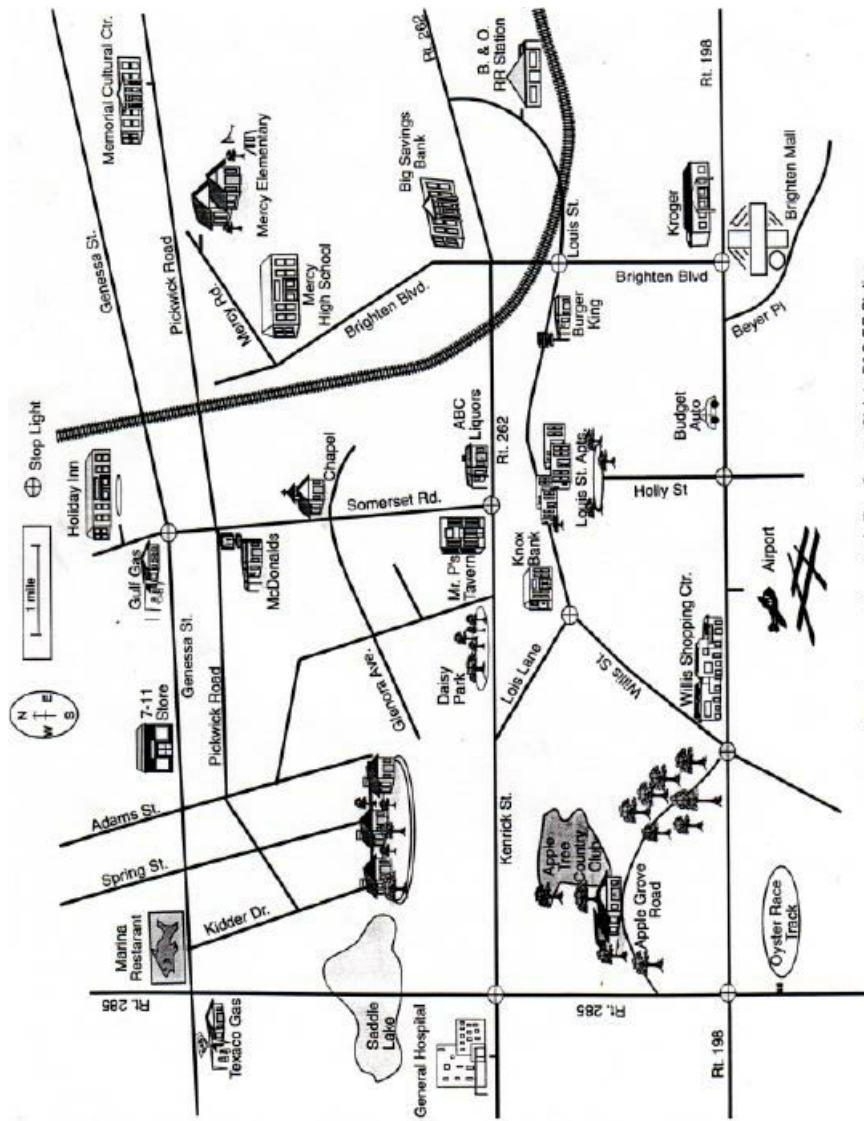 Genessa St.
Memorial Cultural Ctr.
Pickwick Road
Mercy Elementary
Mercy Rd.
Mercy
High School
Brighten Blvd.
Rt. 262
B. & O.
RR Station
Big Savings
Bank
Louis St.
Rt. 198
Kroger
Brighten Mall
Brighten Blvd
Beyer Pl
Burger
King
Stop Light
1 mile
N
W E
S
Holiday Inn
Gulf Gas
Genessa St.
7-11
Store
McDonalds
Pickwick Road
Chapel
Somerset Rd.
Glenora Ave.
ABC
Liquors
Rt. 262
Mr. P's
Tavern
Daisy
Park
Knox
Bank
Louis St. Apts.
Holly St
Budget
Auto
Lois Lane
Willis St.
Willis Shopping Ctr.
Airport
Adams St.
Spring St.
Kidder Dr.
Marina
Restarant
Rt. 285
Texaco Gas
Saddle
Lake
General Hospital
Kenrick St.
Apple
Tree
Country
Club
Apple Grove
Road
Rt. 285
Rt. 198
Oyster Race
Track